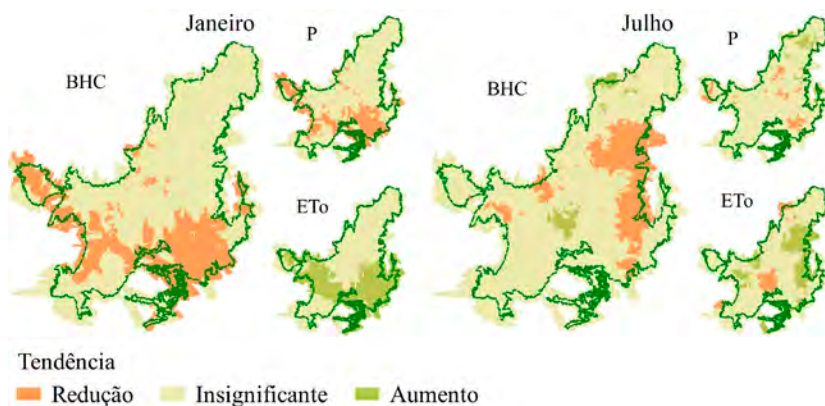 Janeiro
P
BHC
ETo
Julho
P
BHC
ETo
Tendência
Redução Insignificante Aumento